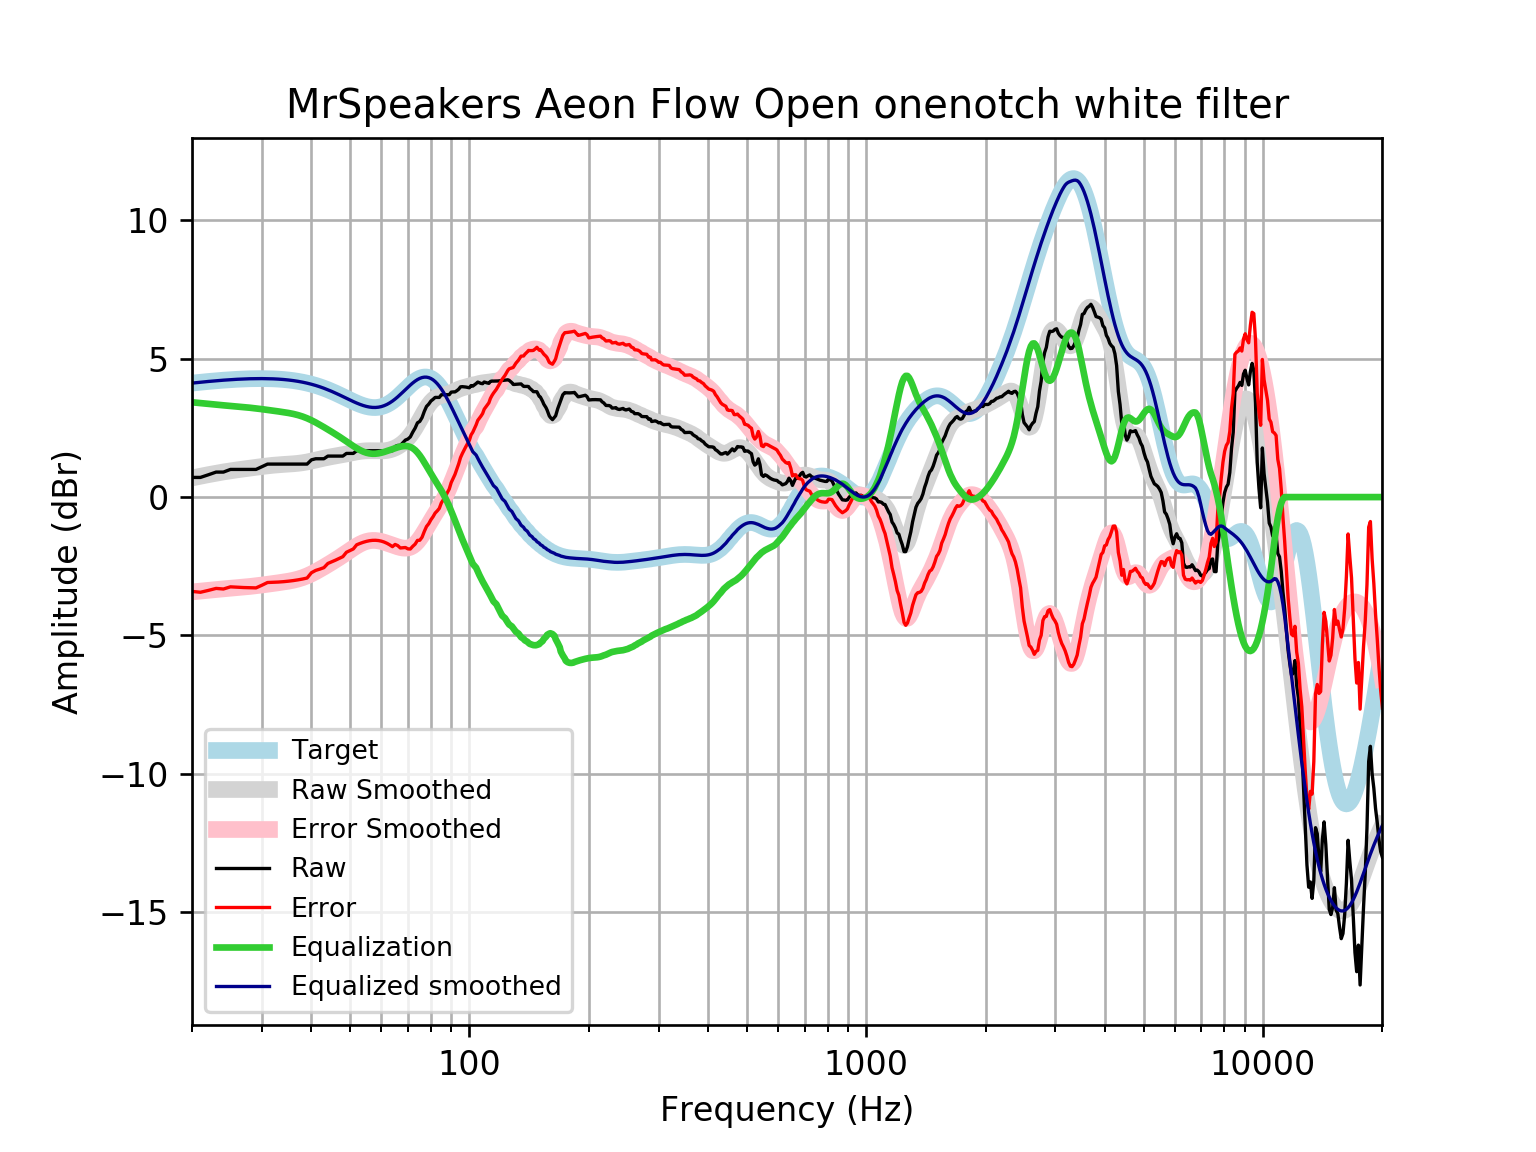 MrSpeakers Aeon Flow Open onenotch white filter
Amplitude (dBr)
10
5
0
−5
−10
−15
Target
Raw Smoothed
Error Smoothed
Raw
Error
Equalization
Equalized smoothed
100
1000
10000
Frequency (Hz)